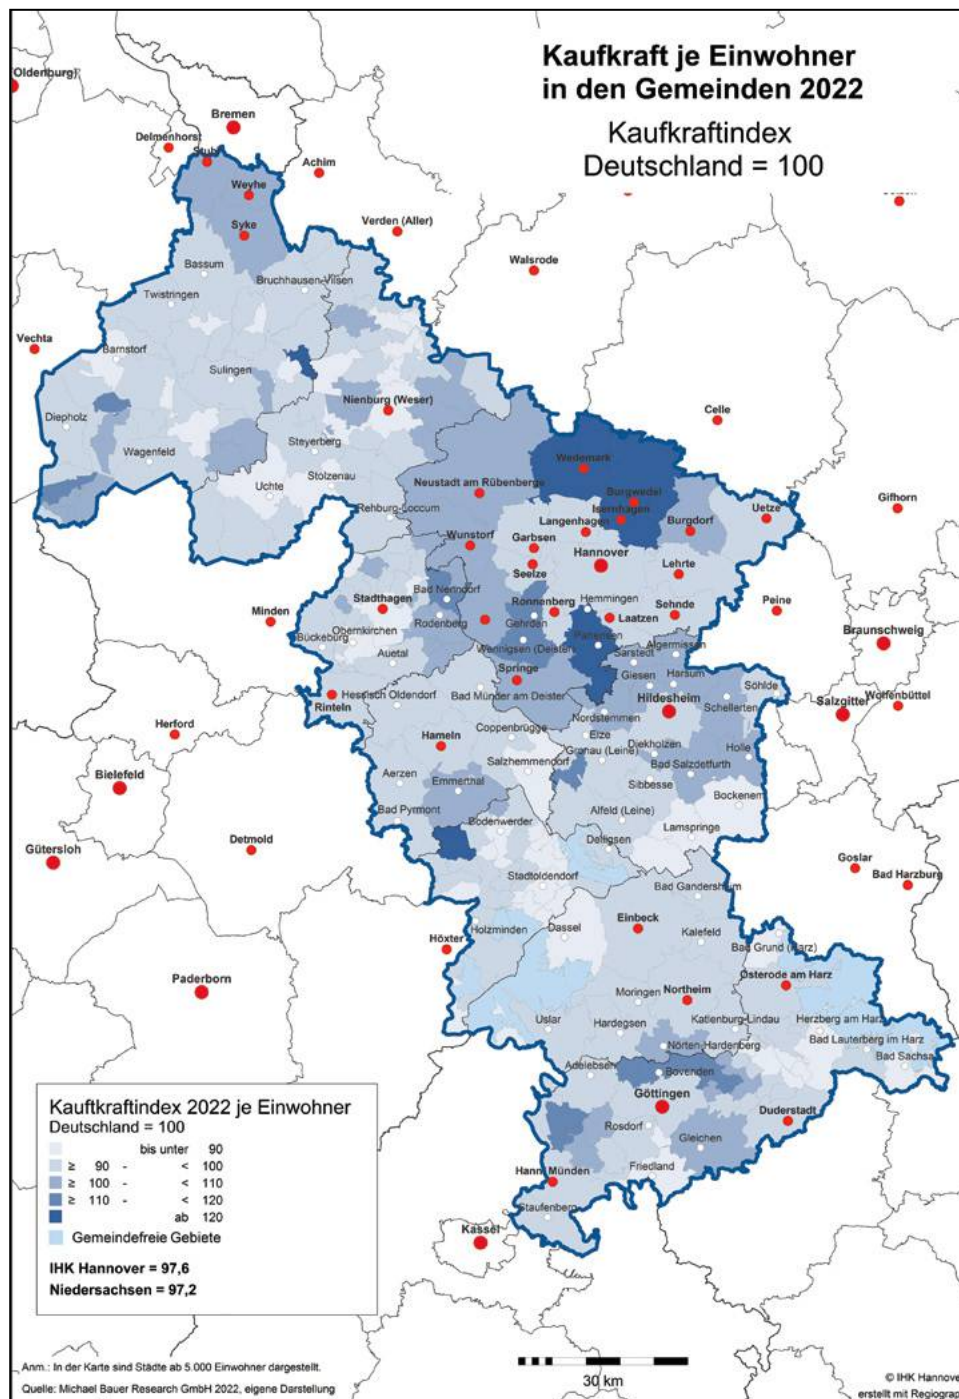 Kaufkraft je Einwohner
in den Gemeinden 2022
Kaufkraftindex
Deutschland = 100
(Oldenburg)
Bremen
Delmenhorst
Achim
Weyhe
Syke
Verden (Aller)
Walsrode
Bassum
Bruchhausen-Vilsen
Twistringen
Vechta
Barnstorf
Sulingen
Nienburg (Weser)
Celle
Diepholz
Steyerberg
Wagenfeld
Wedemark
Stolzenau
Neustadt am Rübenberge
Uchte
Burgwedel
Gifhorn
Rehburg-Loccum
Isernhagen
Uetze
Langenhagen
Burgdorf
Wunstorf
Garbsen
Hannover
Seelze
Lehrte
Bad Nenndorf
Stadthagen
Ronnenberg
Hemmingen
Minden
Rodenberg
Gehrden
Laatzen
Sehnde
Peine
Obernkirchen
Pattensen
Braunschweig
Bückeburg
Wennigsen (Deister)
Algermissen
Auetal
Sarstedt
Springe
Giesen
Harsum
Söhlde
Hessisch Oldendorf
Bad Münder am Deister
Rinteln
Schellerten
Salzgitter
Wolfenbüttel
Hildesheim
Herford
Nordstemmen
Coppenbrügge
Elze
Hameln
Gronau (Leine)
Diekholzen
Holle
Bielefeld
Salzhemmendorf
Bad Salzdetfurth
Aerzen
Emmerthal
Sibbesse
Bockenem
Bad Pyrmont
Alfeld (Leine)
Bodenwerder
Lamspringe
Detmold
Delligsen
Gütersloh
Goslar
Stadtoldendorf
Bad Harzburg
Bad Gandersheim
Holzminden
Dassel
Einbeck
Kalefeld
Höxter
Bad Grund (Harz)
Paderborn
Osterode am Harz
Moringen
Northeim
Uslar
Hardegsen
Katlenburg-Lindau
Herzberg am Harz
Nörten-Hardenberg
Bad Lauterberg im Harz
Adelebsen
Bovenden
Bad Sachsa
Göttingen
Duderstadt
Rosdorf
Gleichen
Hann. Münden
Friedland
Staufenberg
Kassel
Kauftkraftindex 2022 je Einwohner
Deutschland = 100
bis unter 90
≥ 90 - < 100
≥ 100 - < 110
≥ 110 - < 120
ab 120
Gemeindefreie Gebiete
IHK Hannover = 97,6
Niedersachsen = 97,2
Anm.: In der Karte sind Städte ab 5.000 Einwohner dargestellt.
Quelle: Michael Bauer Research GmbH 2022, eigene Darstellung
30 km
© IHK Hannove
erstellt mit Regiograp